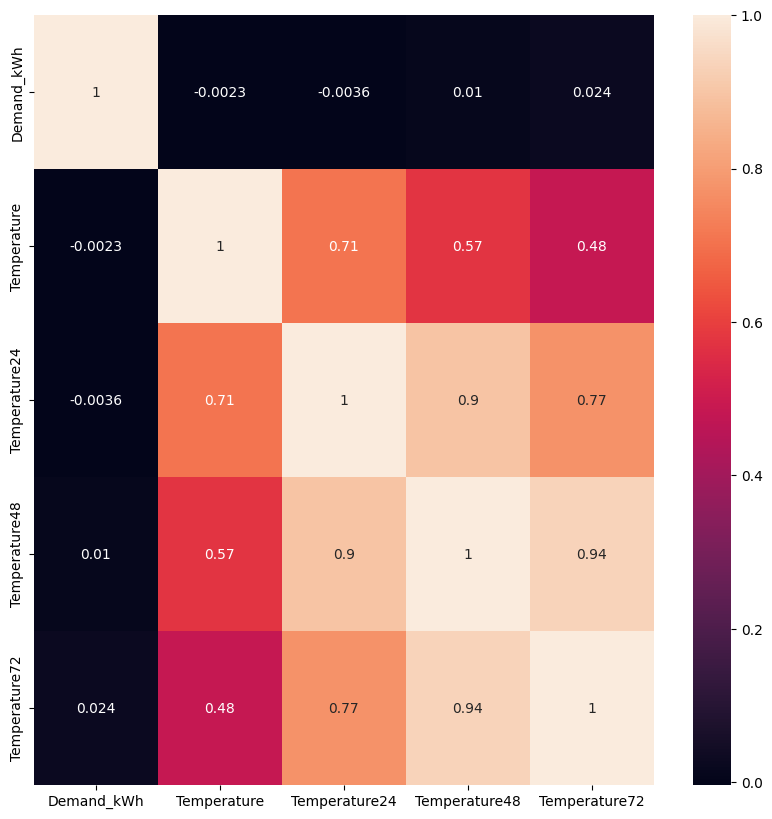 Demand_kWh 1 -0.0023 -0.0036 0.01 0.024
Temperature -0.0023 1 0.71 0.57 0.48
Temperature24 -0.0036 0.71 1 0.9 0.77
Temperature48 0.01 0.57 0.9 1 0.94
Temperature72 0.024 0.48 0.77 0.94 1
Demand_kWh Temperature Temperature24 Temperature48 Temperature72
1.0
0.8
0.6
0.4
0.2
0.0